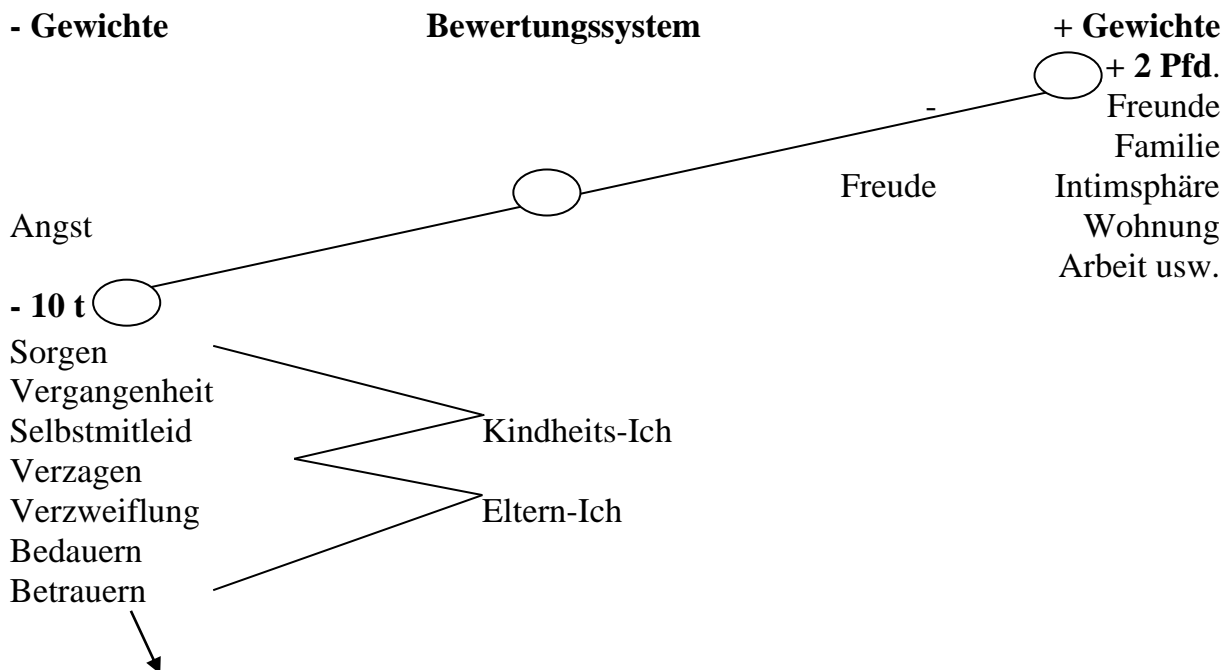 - Gewichte Bewertungssystem + Gewichte
+ 2 Pfd.
- Freunde
Familie
Freude Intimsphäre
Angst Wohnung
Arbeit usw.
- 10 t
Sorgen
Vergangenheit
Selbstmitleid Kindheits-Ich
Verzagen
Verzweiflung Eltern-Ich
Bedauern
Betrauern